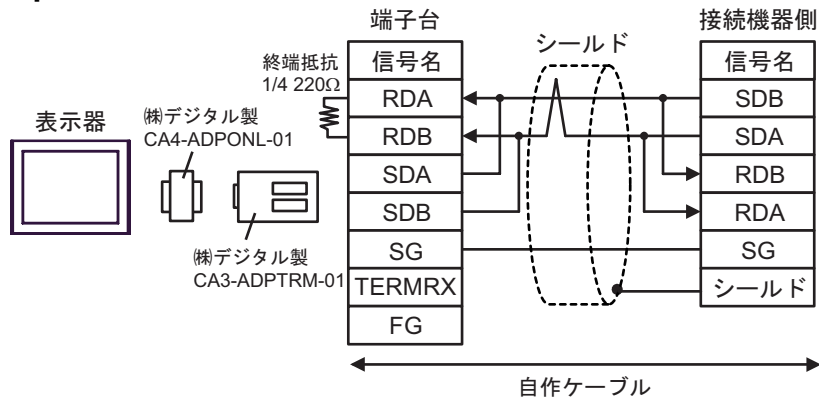 端子台
接続機器側
シールド
終端抵抗
1/4 220Ω
信号名
信号名
RDA
SDB
表示器
㈱デジタル製
CA4-ADPONL-01
RDB
SDA
SDA
RDB
SDB
RDA
㈱デジタル製
CA3-ADPTRM-01
SG
SG
TERMRX
シールド
FG
自作ケーブル